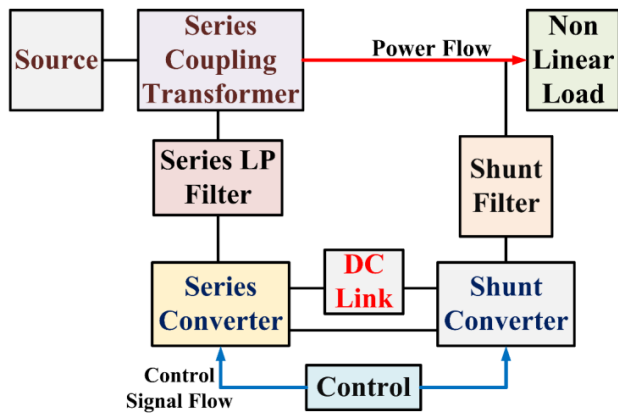 Source
Series
Coupling
Transformer
Power Flow
Non
Linear
Load
Series LP
Filter
Shunt
Filter
Series
Converter
DC
Link
Shunt
Converter
Control
Signal Flow
Control